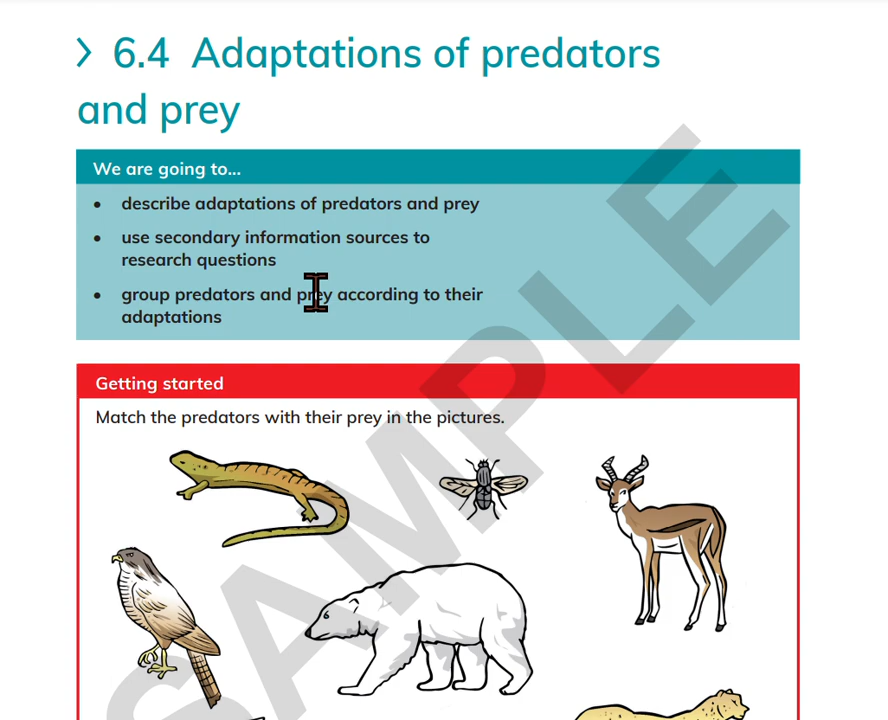 › 6.4 Adaptations of predators
and prey
We are going to...
• describe adaptations of predators and prey
• use secondary information sources to
research questions
• group predators and prey according to their
adaptations
Getting started
Match the predators with their prey in the pictures.
SAMPLE